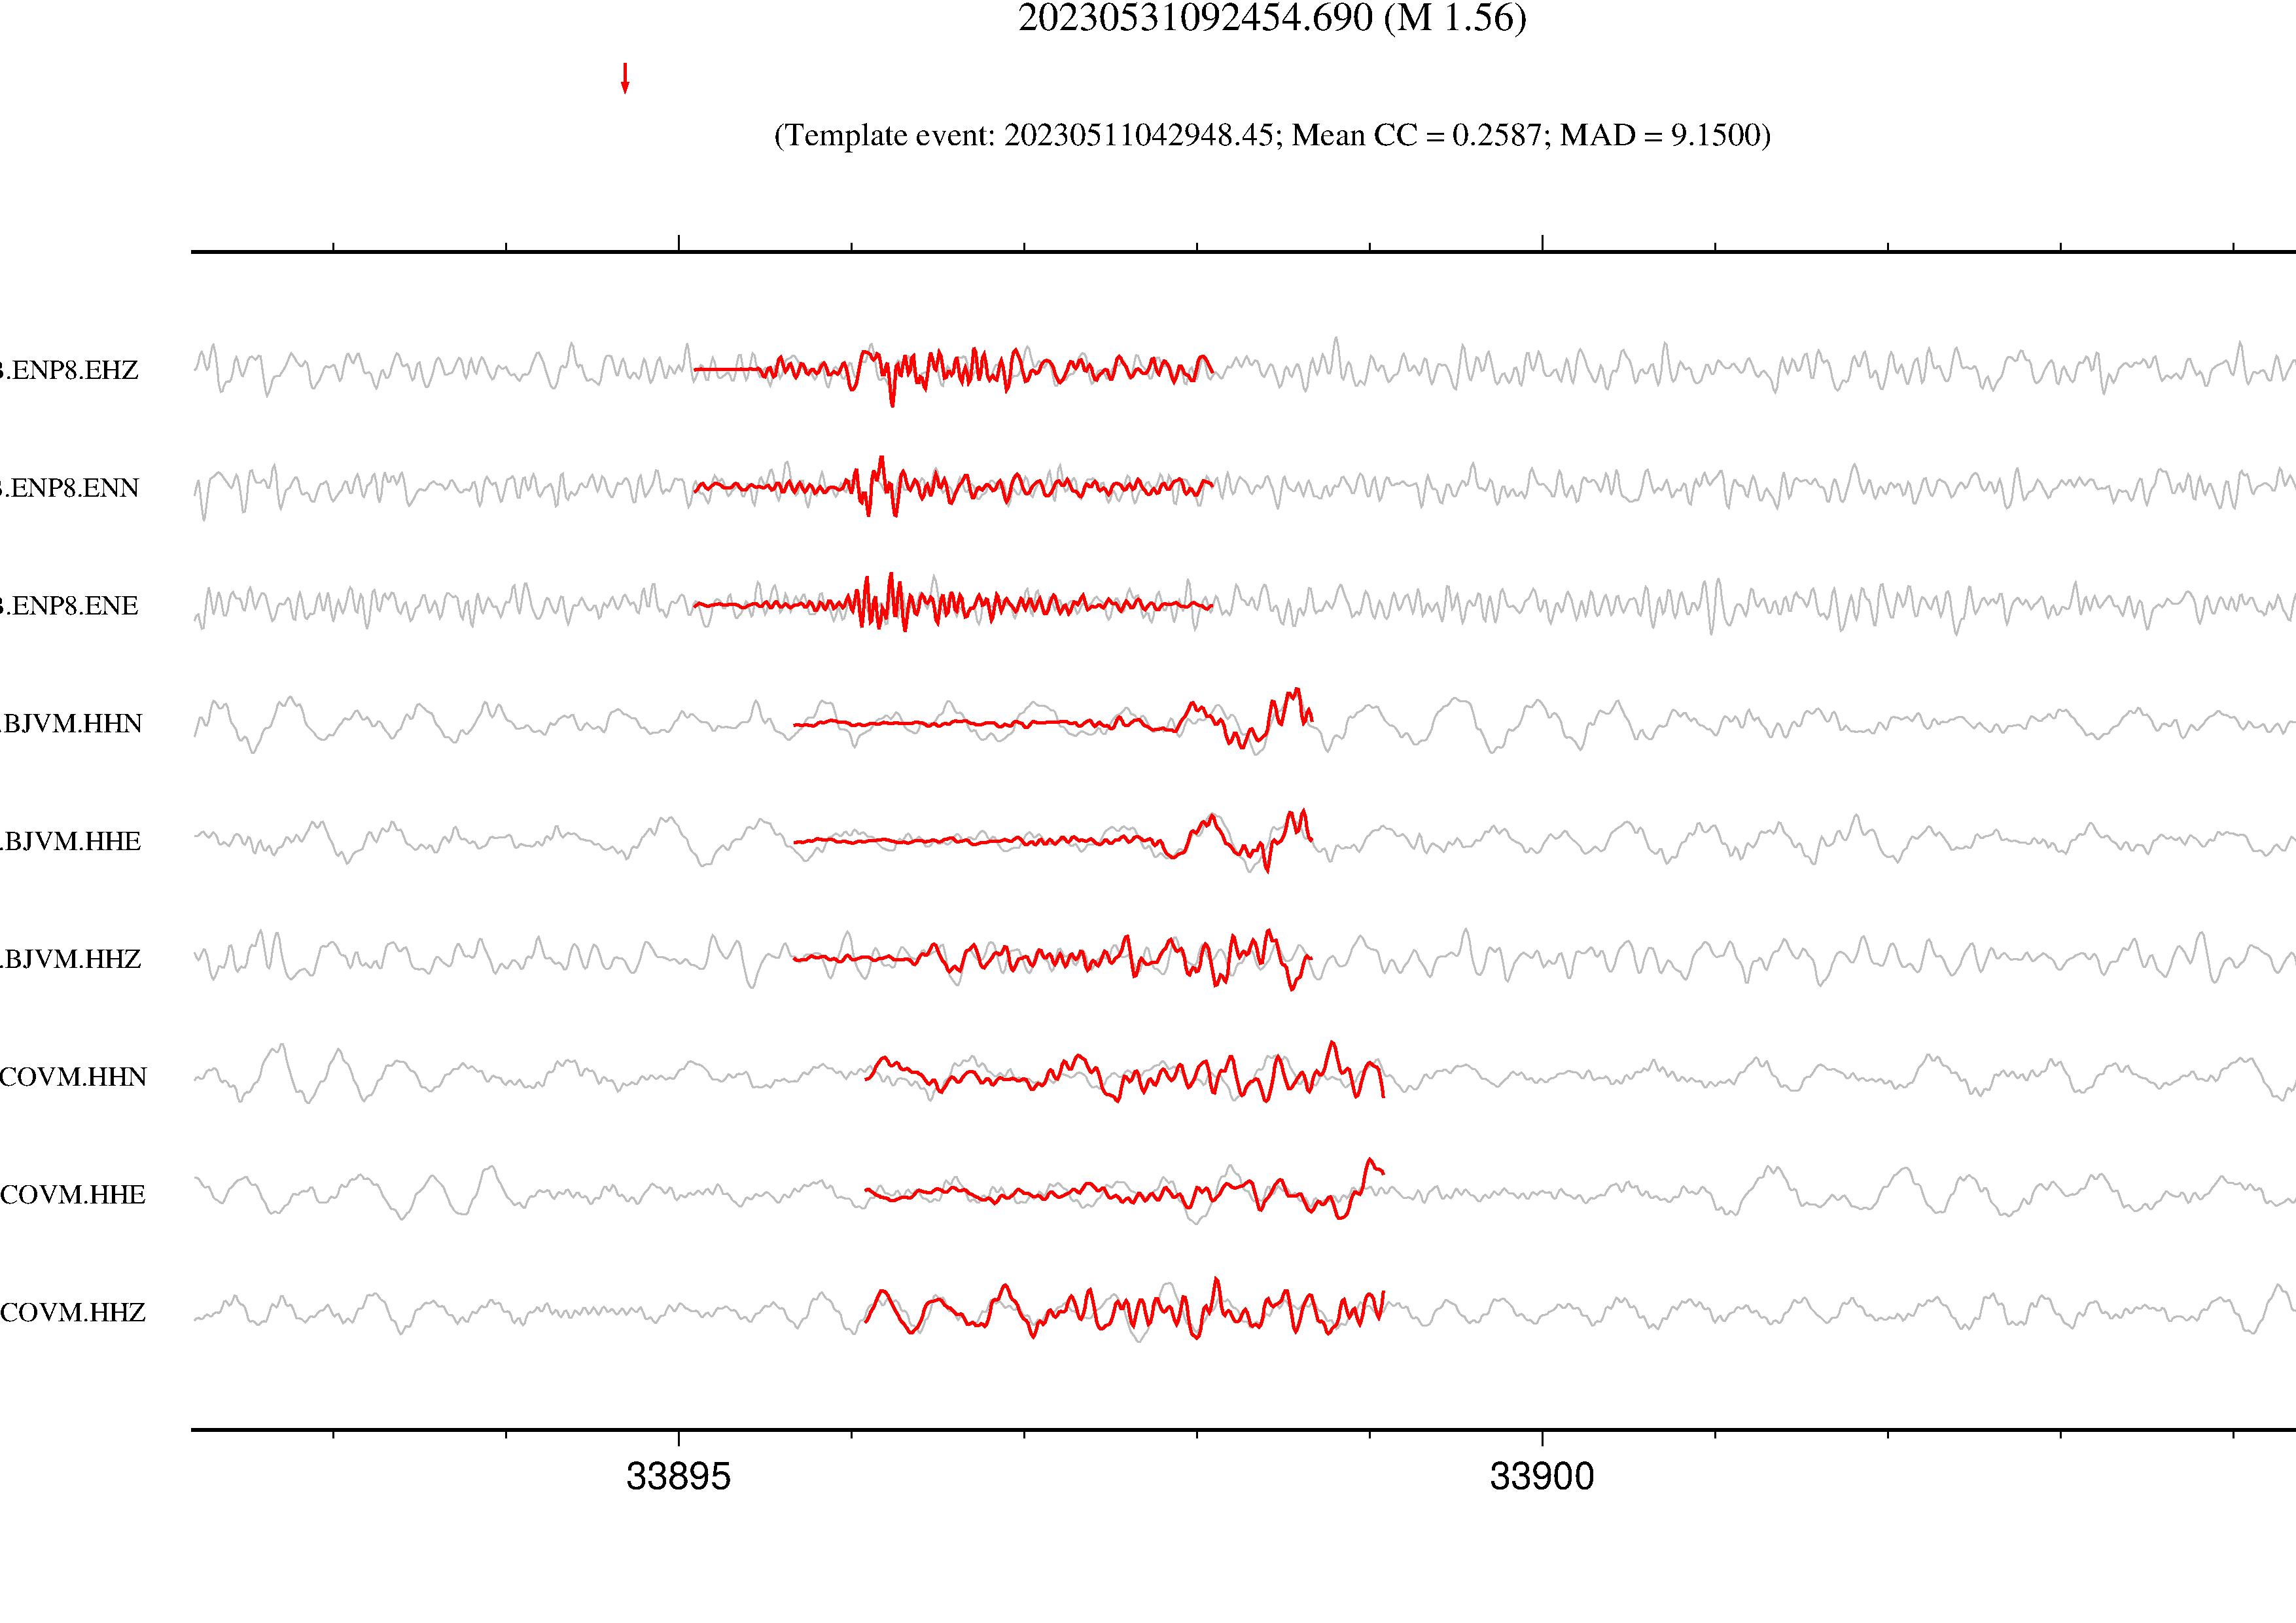 20230531092454.690 (M 1.56)
(Template event: 20230511042948.45; Mean CC = 0.2587; MAD = 9.1500)
.ENP8.EHZ
.ENP8.ENN
.ENP8.ENE
.BJVM.HHN
.BJVM.HHE
.BJVM.HHZ
COVM.HHN
COVM.HHE
COVM.HHZ
33895 33900